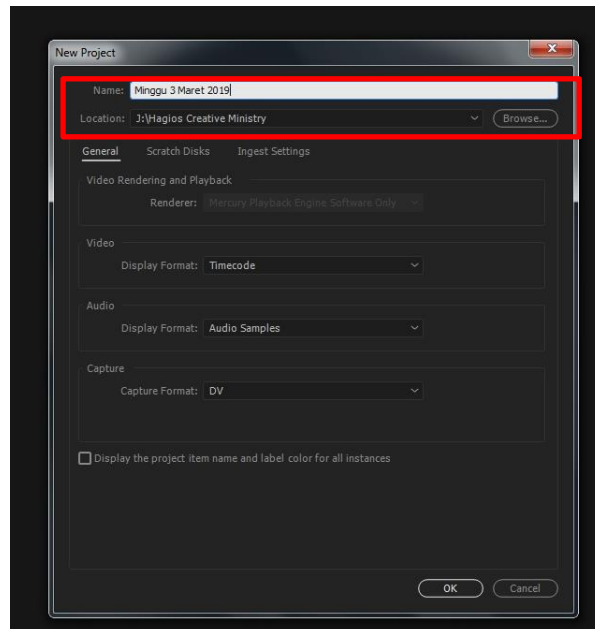 New Project
Name: Minggu 3 Maret 2019
Location: J:\Hagios Creative Ministry Browse...
General Scratch Disks Ingest Settings
Video Rendering and Playback
Renderer: Mercury Playback Engine Software Only
Video
Display Format: Timecode
Audio
Display Format: Audio Samples
Capture
Capture Format: DV
Display the project item name and label color for all instances
OK Cancel